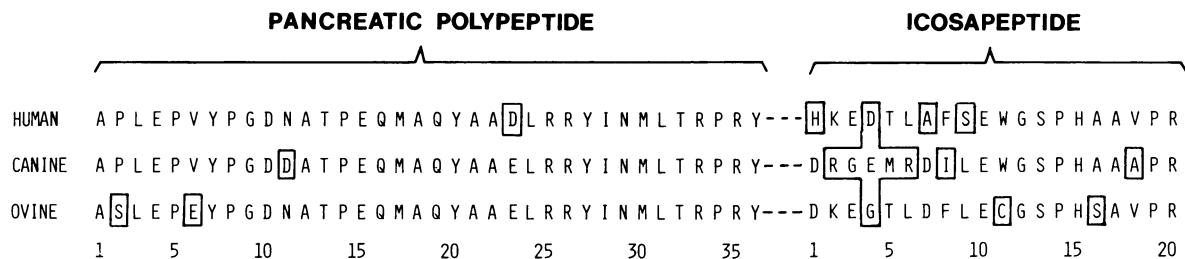 PANCREATIC POLYPEPTIDE ICOSAPEPTIDE
HUMAN A P L E P V Y P G D N A T P E Q M A Q Y A A D L R R Y I N M L T R P R Y --- H K E D T L A F S E W G S P H A A V P R
CANINE A P L E P V Y P G D D A T P E Q M A Q Y A A E L R R Y I N M L T R P R Y --- D R G E M R D I L E W G S P H A A A P R
OVINE A S L E P E Y P G D N A T P E Q M A Q Y A A E L R R Y I N M L T R P R Y --- D K E G T L D F L E C G S P H S A V P R
1 5 10 15 20 25 30 35 1 5 10 15 20